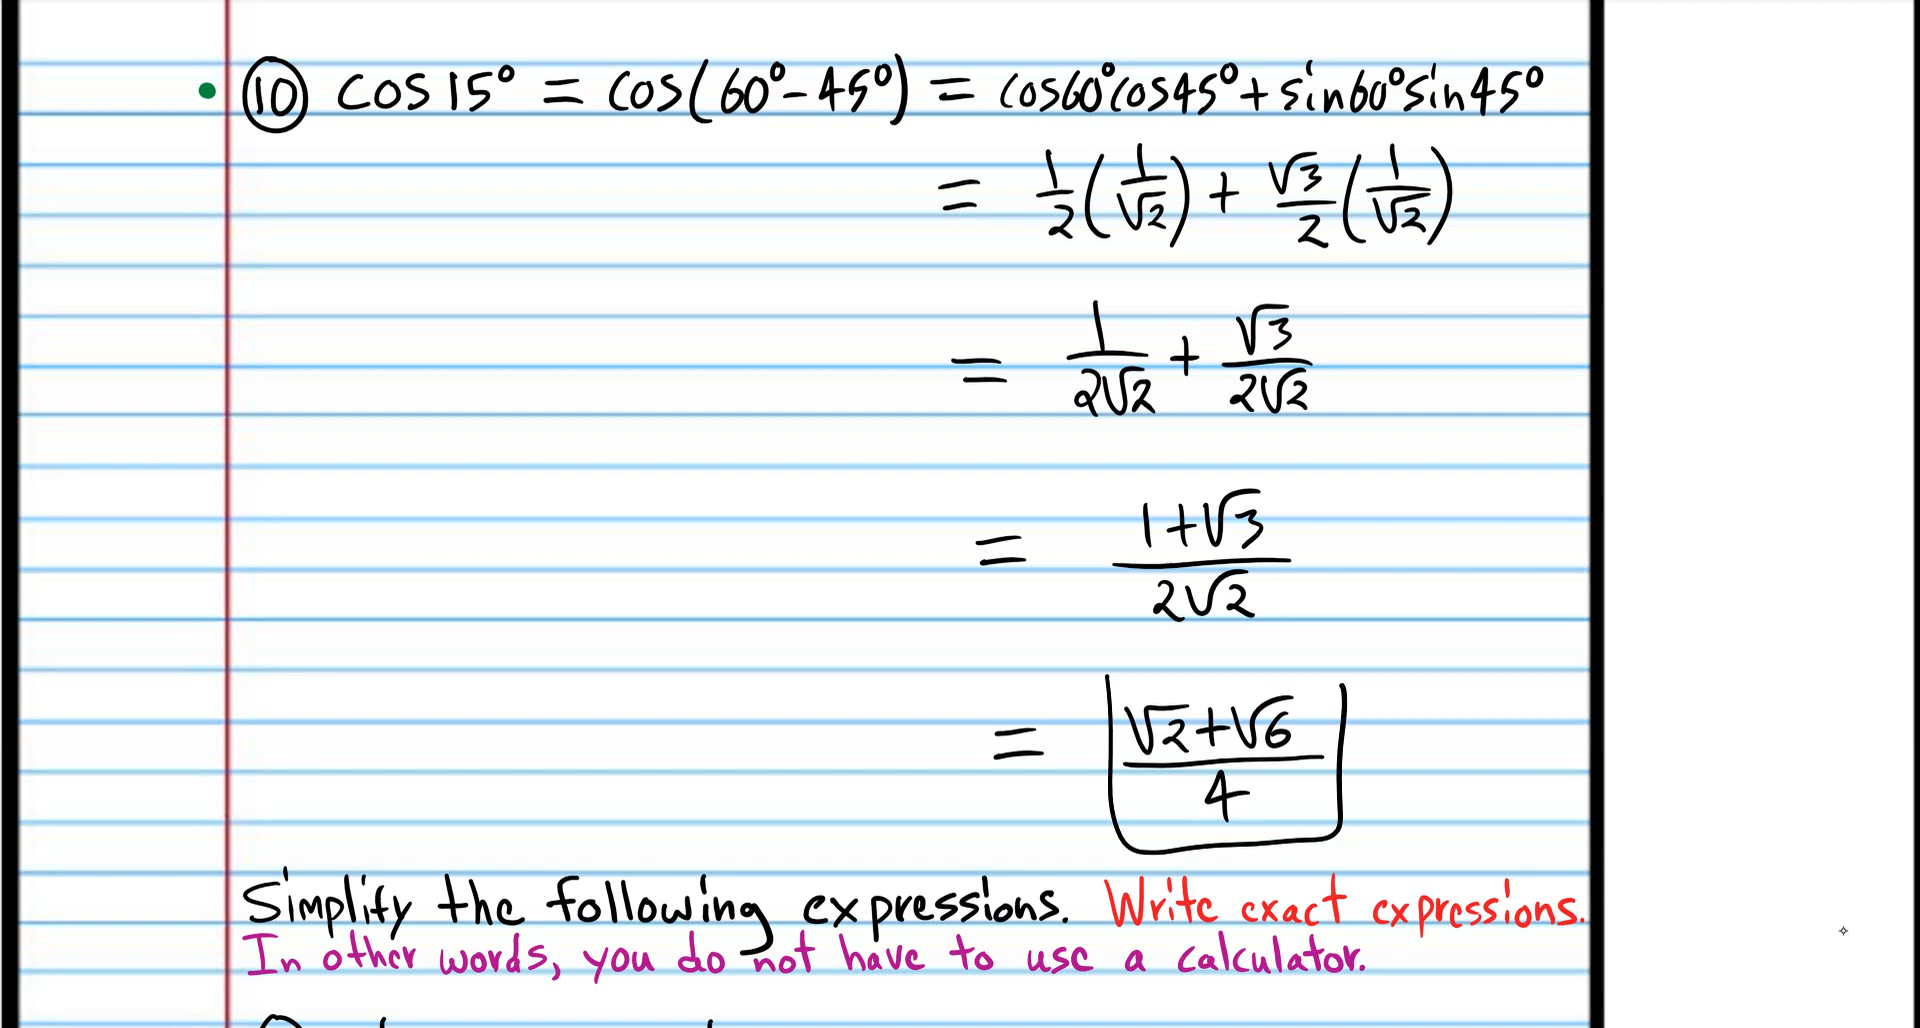 ⑩ cos 15° = cos(60° - 45°) = cos60°cos45° + sin60°sin45°
= 1/2 (1/√2) + √3/2 (1/√2)
= 1/(2√2) + √3/(2√2)
= (1+√3)/(2√2)
= (√2+√6)/4
Simplify the following expressions. Write exact expressions.
In other words, you do not have to use a calculator.